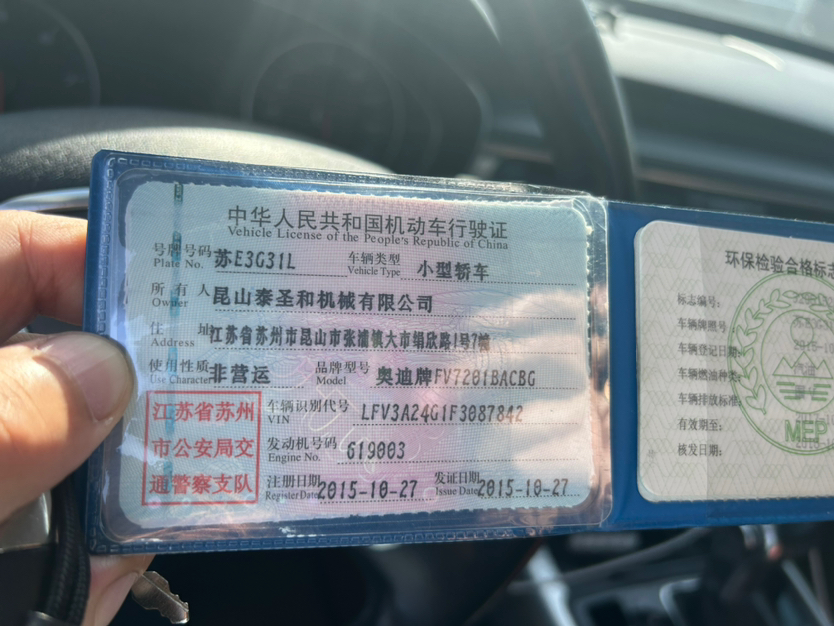 中华人民共和国机动车行驶证
Vehicle License of the People's Republic of China
号牌号码 苏E3G31L 车辆类型 小型轿车
Plate No. Vehicle Type
所有人 昆山泰圣和机械有限公司
Owner
住址 江苏省苏州市昆山市张浦镇大市绢欣路1号7幢
Address
使用性质 非营运 品牌型号 奥迪牌FV7201BACBG
Use Character Model
江苏省苏州
市公安局交
通警察支队
车辆识别代号 LFV3A24G1F3087842
VIN
发动机号码 619003
Engine No.
注册日期 2015-10-27 发证日期 2015-10-27
Register Date Issue Date
环保检验合格标志
标志编号:
车辆牌照号
车辆登记日期
车辆燃油种类
车辆排放标准
有效期至:
核发日期:
MEP